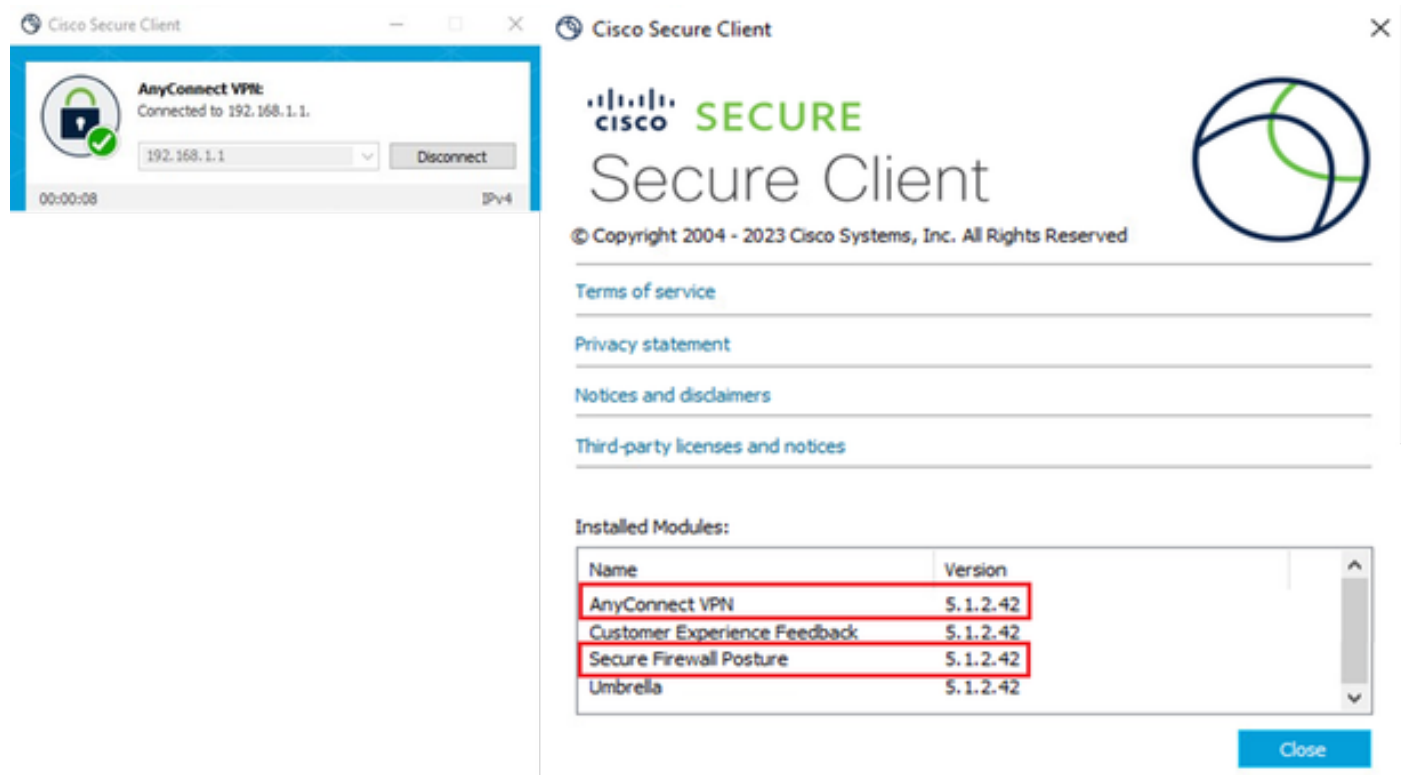 Cisco Secure Client
AnyConnect VPN:
Connected to 192.168.1.1.
192.168.1.1
Disconnect
00:00:08
IPv4
Cisco Secure Client
CISCO SECURE
Secure Client
© Copyright 2004 - 2023 Cisco Systems, Inc. All Rights Reserved
Terms of service
Privacy statement
Notices and disclaimers
Third-party licenses and notices
Installed Modules:
Name Version
AnyConnect VPN 5.1.2.42
Customer Experience Feedback 5.1.2.42
Secure Firewall Posture 5.1.2.42
Umbrella 5.1.2.42
Close